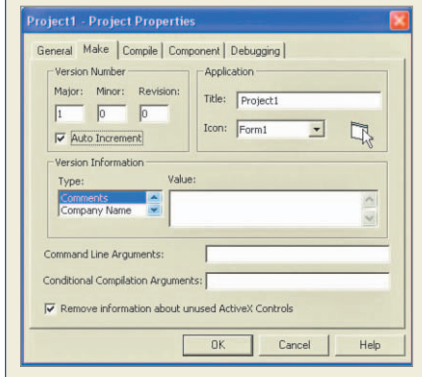 Project1 - Project Properties
General Make Compile Component Debugging
Version Number
Major: Minor: Revision:
1 0 0
Auto Increment
Application
Title: Project1
Icon: Form1
Version Information
Type: Value:
Comments
Company Name
Command Line Arguments:
Conditional Compilation Arguments:
Remove information about unused ActiveX Controls
OK Cancel Help